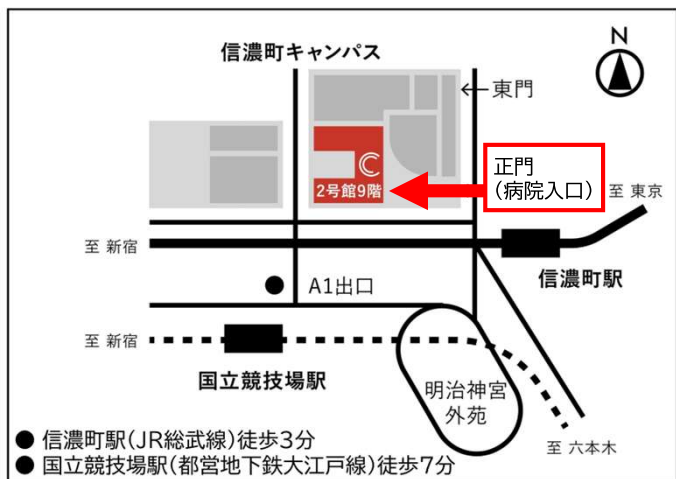 N
信濃町キャンパス
←東門
C
2号館9階
正門
(病院入口)
至 東京
至 新宿
信濃町駅
A1出口
至 新宿
国立競技場駅
明治神宮
外苑
至 六本木
● 信濃町駅(JR総武線)徒歩3分
● 国立競技場駅(都営地下鉄大江戸線)徒歩7分